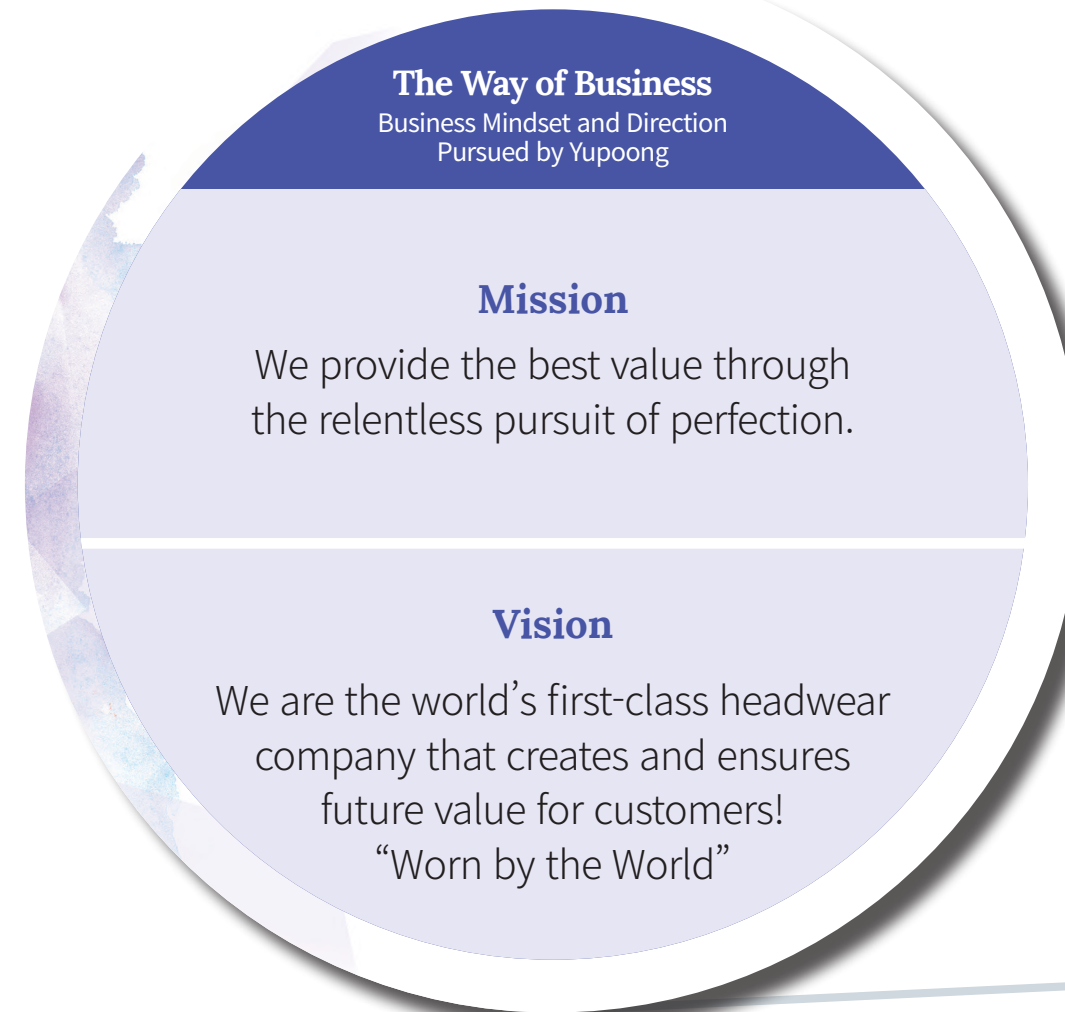 The Way of Business
Business Mindset and Direction
Pursued by Yupoong
Mission
We provide the best value through
the relentless pursuit of perfection.
Vision
We are the world’s first-class headwear
company that creates and ensures
future value for customers!
“Worn by the World”